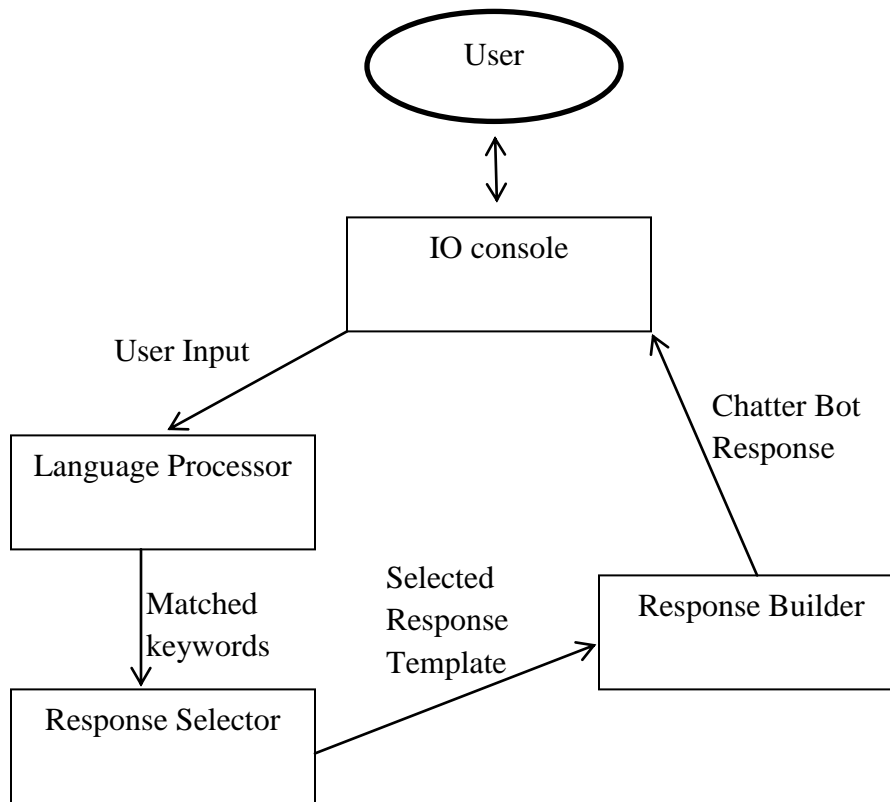 User
IO console
User Input
Chatter Bot
Response
Language Processor
Selected
Response
Template
Response Builder
Matched
keywords
Response Selector